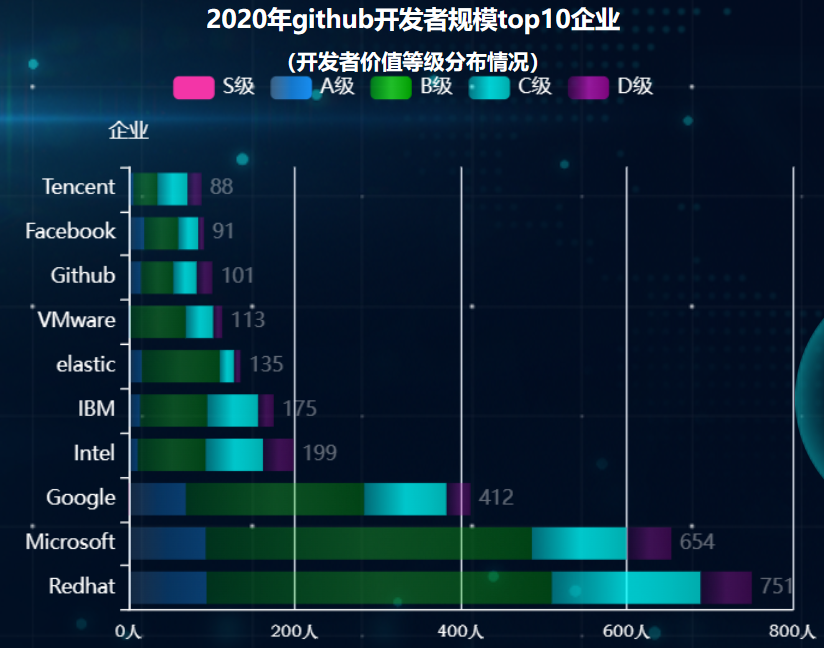 2020年github开发者规模top10企业
(开发者价值等级分布情况)
S级 A级 B级 C级 D级
企业
Tencent 88
Facebook 91
Github 101
VMware 113
elastic 135
IBM 175
Intel 199
Google 412
Microsoft 654
Redhat 751
0人 200人 400人 600人 800人